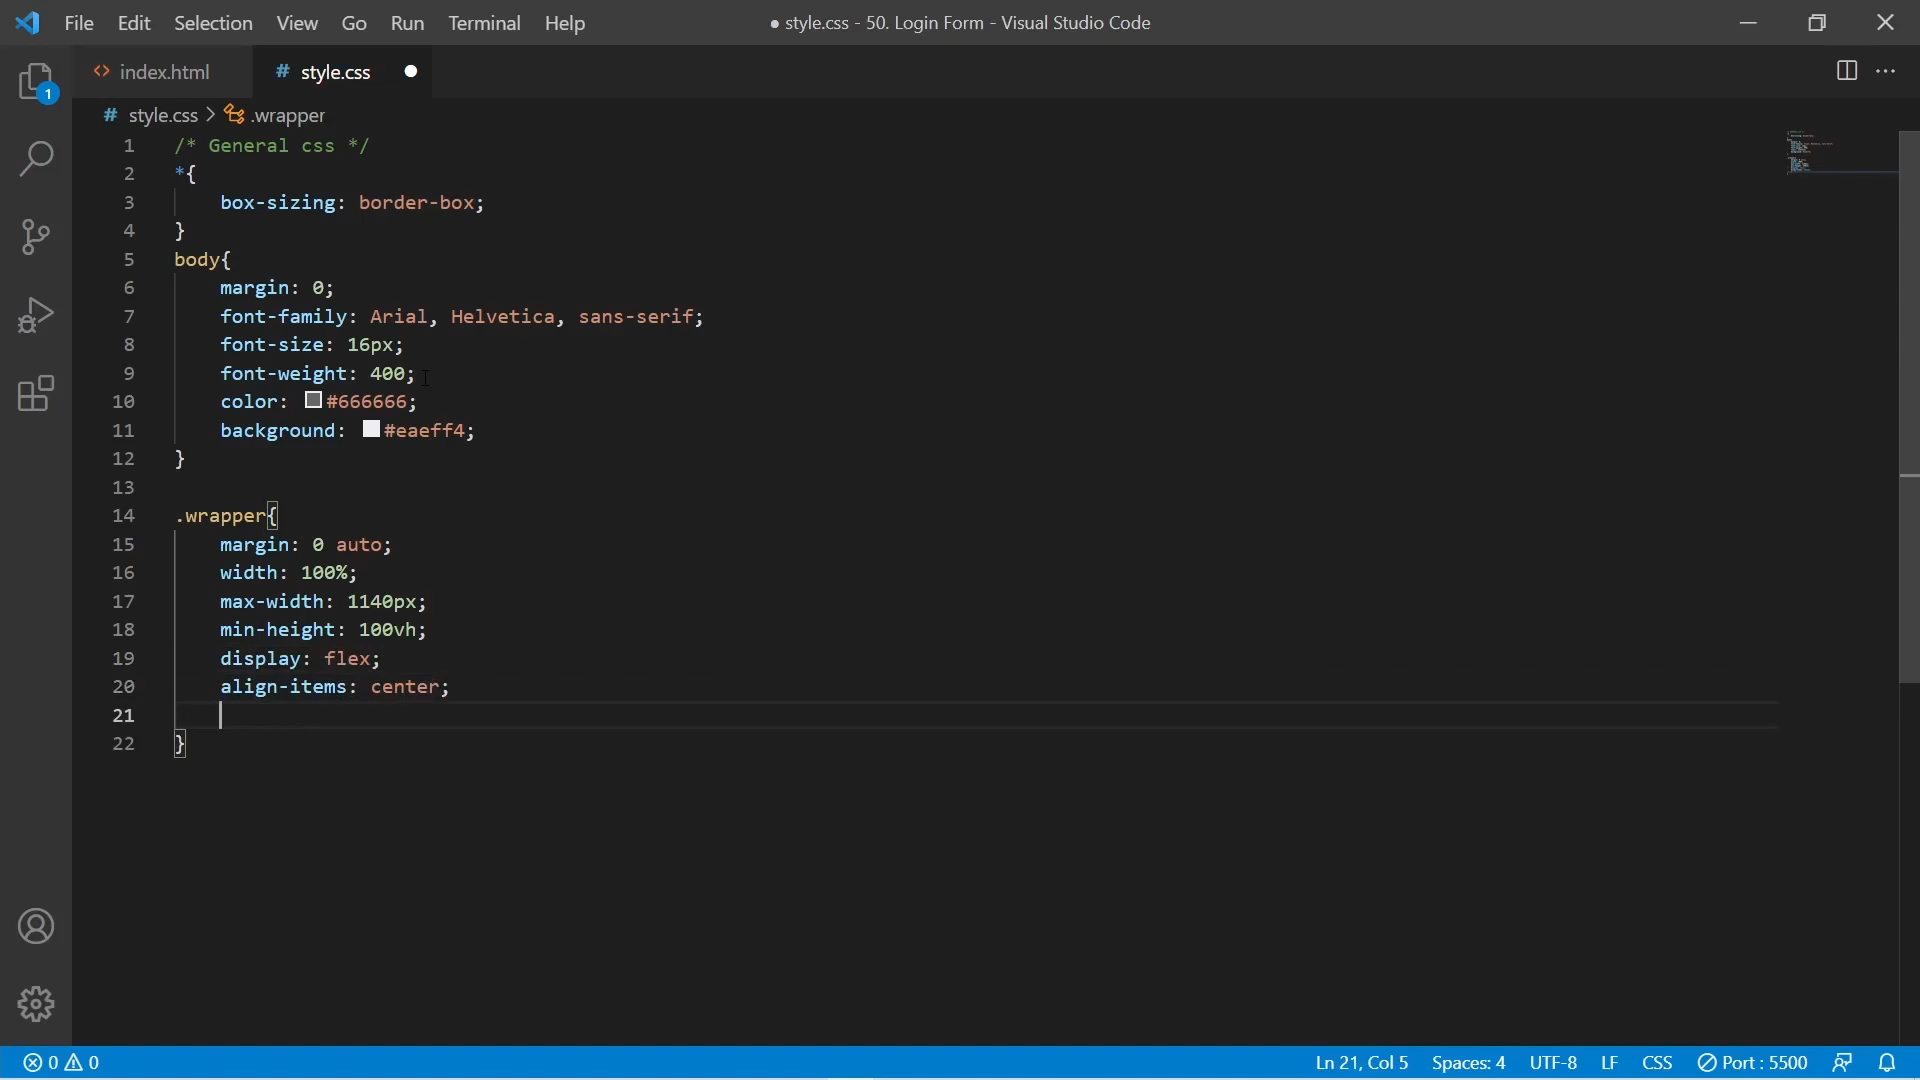 File Edit Selection View Go Run Terminal Help
● style.css - 50. Login Form - Visual Studio Code
index.html
# style.css
1
# style.css > .wrapper
1 /* General css */
2 *{
3 box-sizing: border-box;
4 }
5 body{
6 margin: 0;
7 font-family: Arial, Helvetica, sans-serif;
8 font-size: 16px;
9 font-weight: 400;
10 color: #666666;
11 background: #eaeff4;
12 }
13
14 .wrapper{
15 margin: 0 auto;
16 width: 100%;
17 max-width: 1140px;
18 min-height: 100vh;
19 display: flex;
20 align-items: center;
21
22 }
0 0 Ln 21, Col 5 Spaces: 4 UTF-8 LF CSS Port : 5500